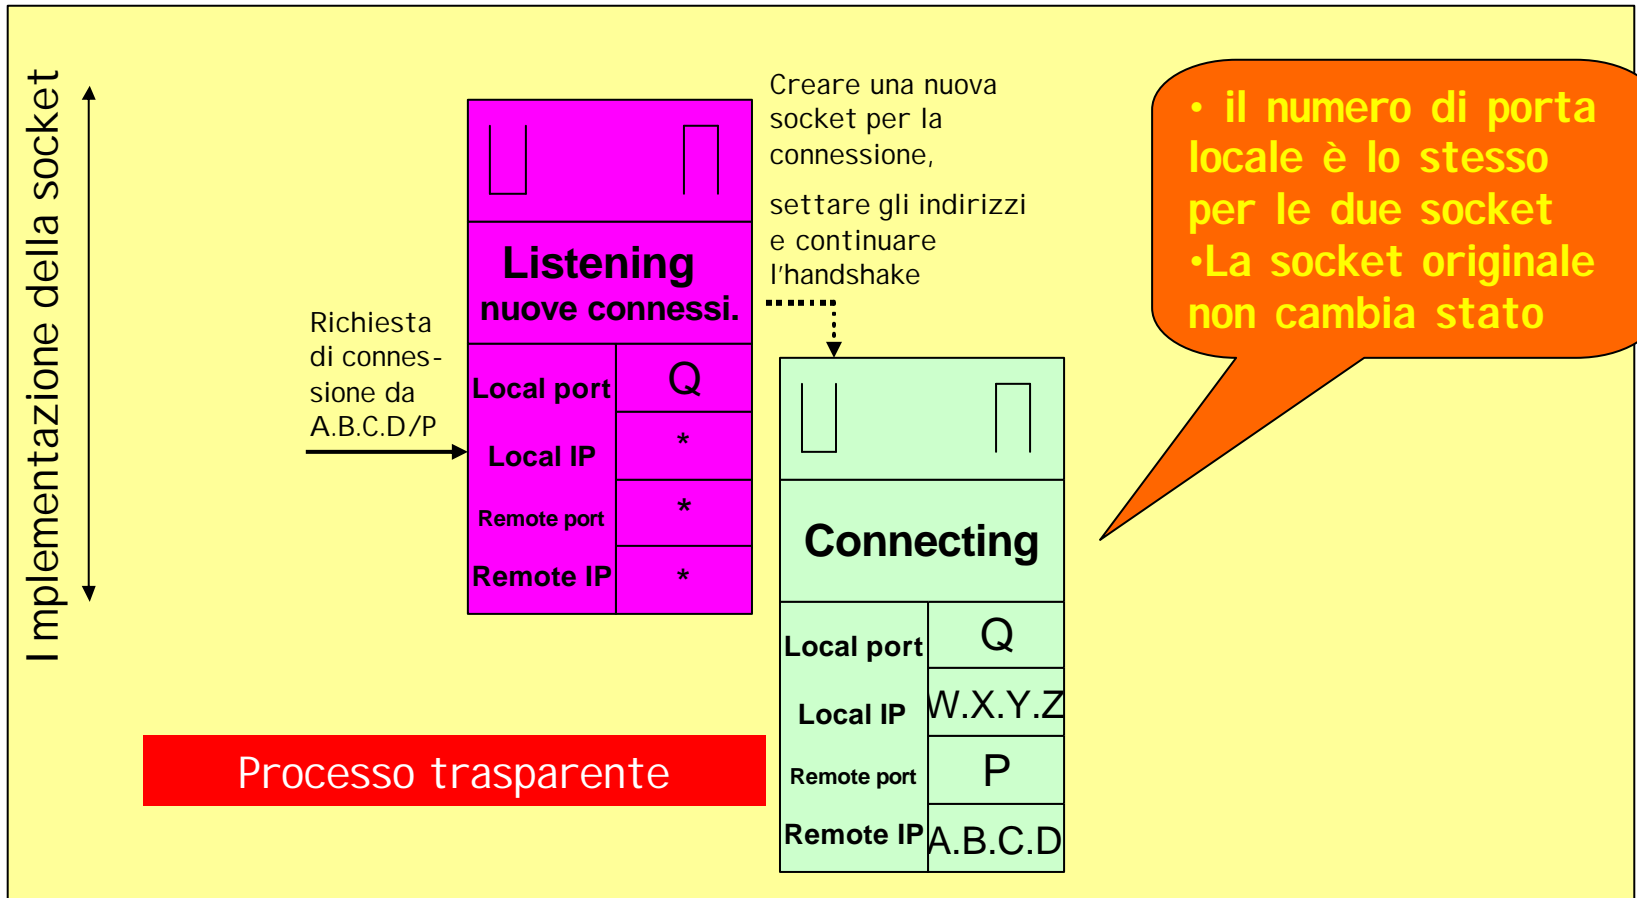 I mplementazione della socket
Richiesta
di connes-
sione da
A.B.C.D/P
Listening
nuove connessi.
Local port Q
Local IP *
Remote port *
Remote IP *
Creare una nuova
socket per la
connessione,
settare gli indirizzi
e continuare
l'handshake
Connecting
Local port Q
Local IP W.X.Y.Z
Remote port P
Remote IP A.B.C.D
• il numero di porta
locale è lo stesso
per le due socket
•La socket originale
non cambia stato
Processo trasparente